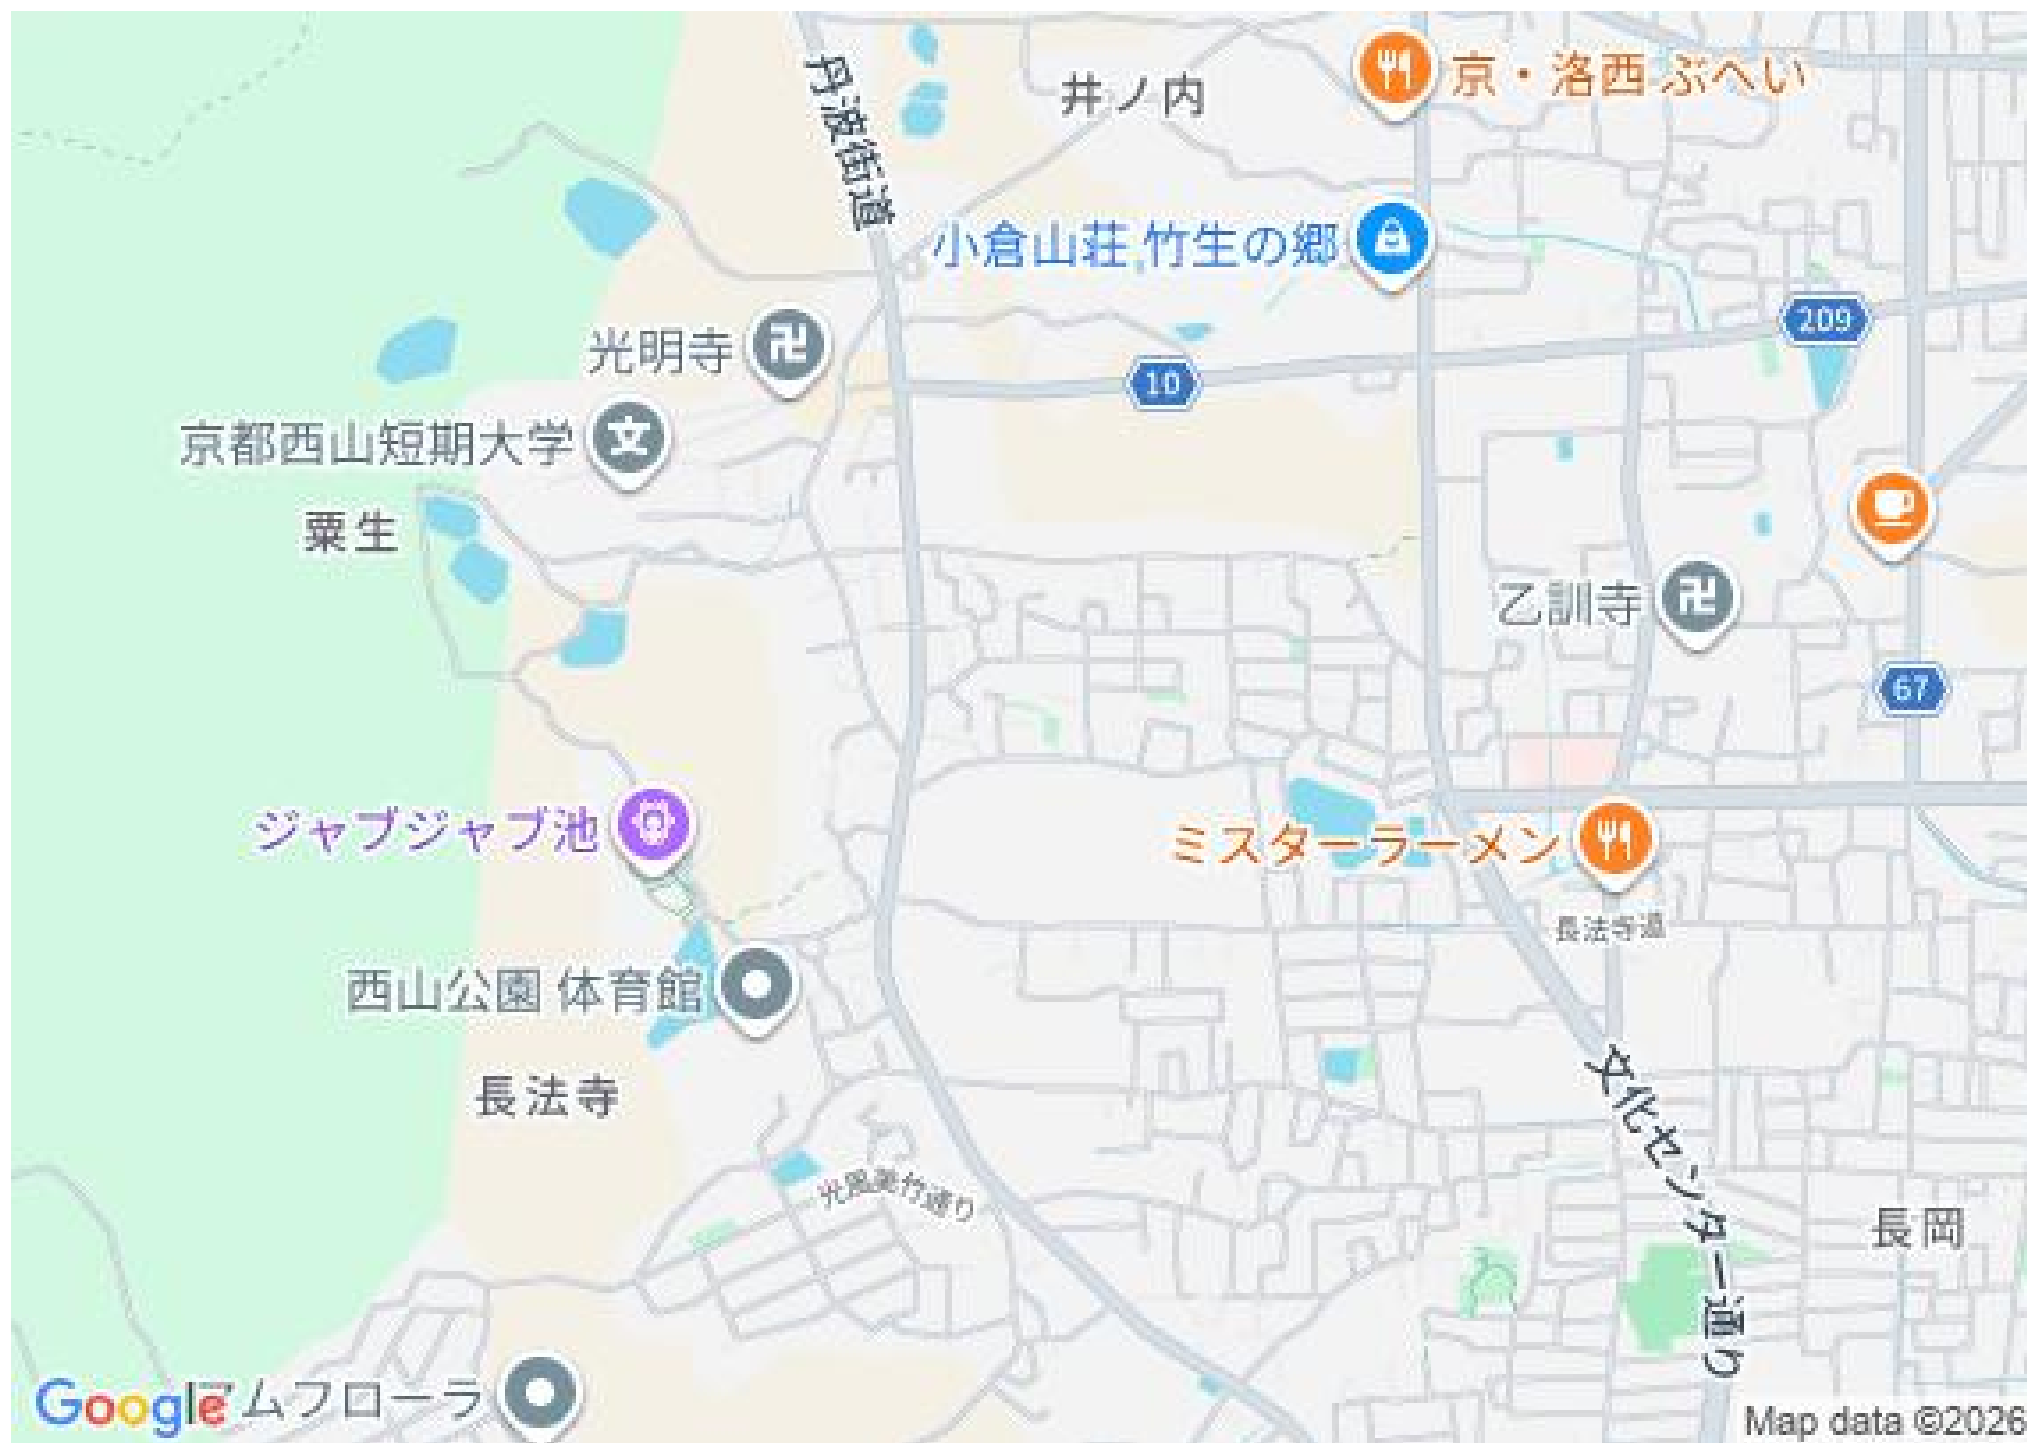 丹波街道
井ノ内
京・洛西 ぶへい
小倉山荘 竹生の郷
209
光明寺
10
京都西山短期大学
粟生
乙訓寺
67
ジャブジャブ池
ミスターラーメン
長法寺道
西山公園 体育館
長法寺
文化センター通り
光風美竹通り
長岡
Google
ムフローラ
Map data ©2026